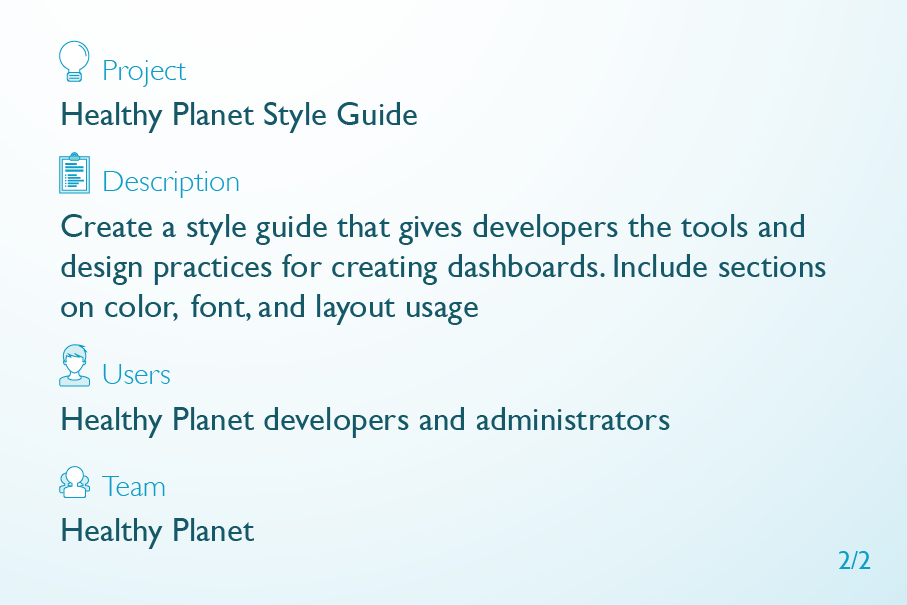 Project
Healthy Planet Style Guide
Description
Create a style guide that gives developers the tools and
design practices for creating dashboards. Include sections
on color, font, and layout usage
Users
Healthy Planet developers and administrators
Team
Healthy Planet
2/2